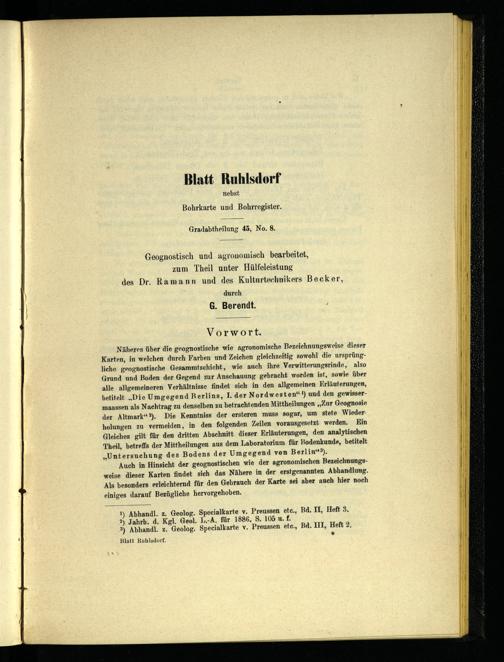 Blatt Ruhlsdorf
nebst
Bohrkarte und Bohrregister.
Gradabtheilung 45, No. 8.
Geognostisch und agronomisch bearbeitet,
zum Theil unter Hülfeleistung
des Dr. Ramann und des Kulturtechnikers Becker,
durch
G. Berendt.
Vorwort.
Näheres über die geognostische wie agronomische Bezeichnungsweise dieser
Karten, in welchen durch Farben und Zeichen gleichzeitig sowohl die ursprüng-
liche geognostische Gesammtschicht, wie auch ihre Verwitterungsrinde, also
Grund und Boden der Gegend zur Anschauung gebracht worden ist, sowie über
alle allgemeineren Verhältnisse findet sich in den allgemeinen Erläuterungen,
betitelt „Die Umgegend Berlins, I. der Nordwesten“ ¹) und den gewisser-
maassen als Nachtrag zu denselben zu betrachtenden Mittheilungen „Zur Geognosie
der Altmark“ ²). Die Kenntniss der ersteren muss sogar, um stete Wieder-
holungen zu vermeiden, in den folgenden Zeilen vorausgesetzt werden. Ein
Gleiches gilt für den dritten Abschnitt dieser Erläuterungen, den analytischen
Theil, betreffs der Mittheilungen aus dem Laboratorium für Bodenkunde, betitelt
„Untersuchung des Bodens der Umgegend von Berlin“ ³).
Auch in Hinsicht der geognostischen wie der agronomischen Bezeichnungs-
weise dieser Karten findet sich das Nähere in der erstgenannten Abhandlung.
Als besonders erleichternd für den Gebrauch der Karte sei aber auch hier noch
einiges darauf Bezügliche hervorgehoben.
¹) Abhandl. z. Geolog. Specialkarte v. Preussen etc., Bd. II, Heft 3.
²) Jahrb. d. Kgl. Geol. L.-A. für 1886, S. 105 u. f.
³) Abhandl. z. Geolog. Specialkarte v. Preussen etc., Bd. III, Heft 2.
Blatt Ruhlsdorf. *